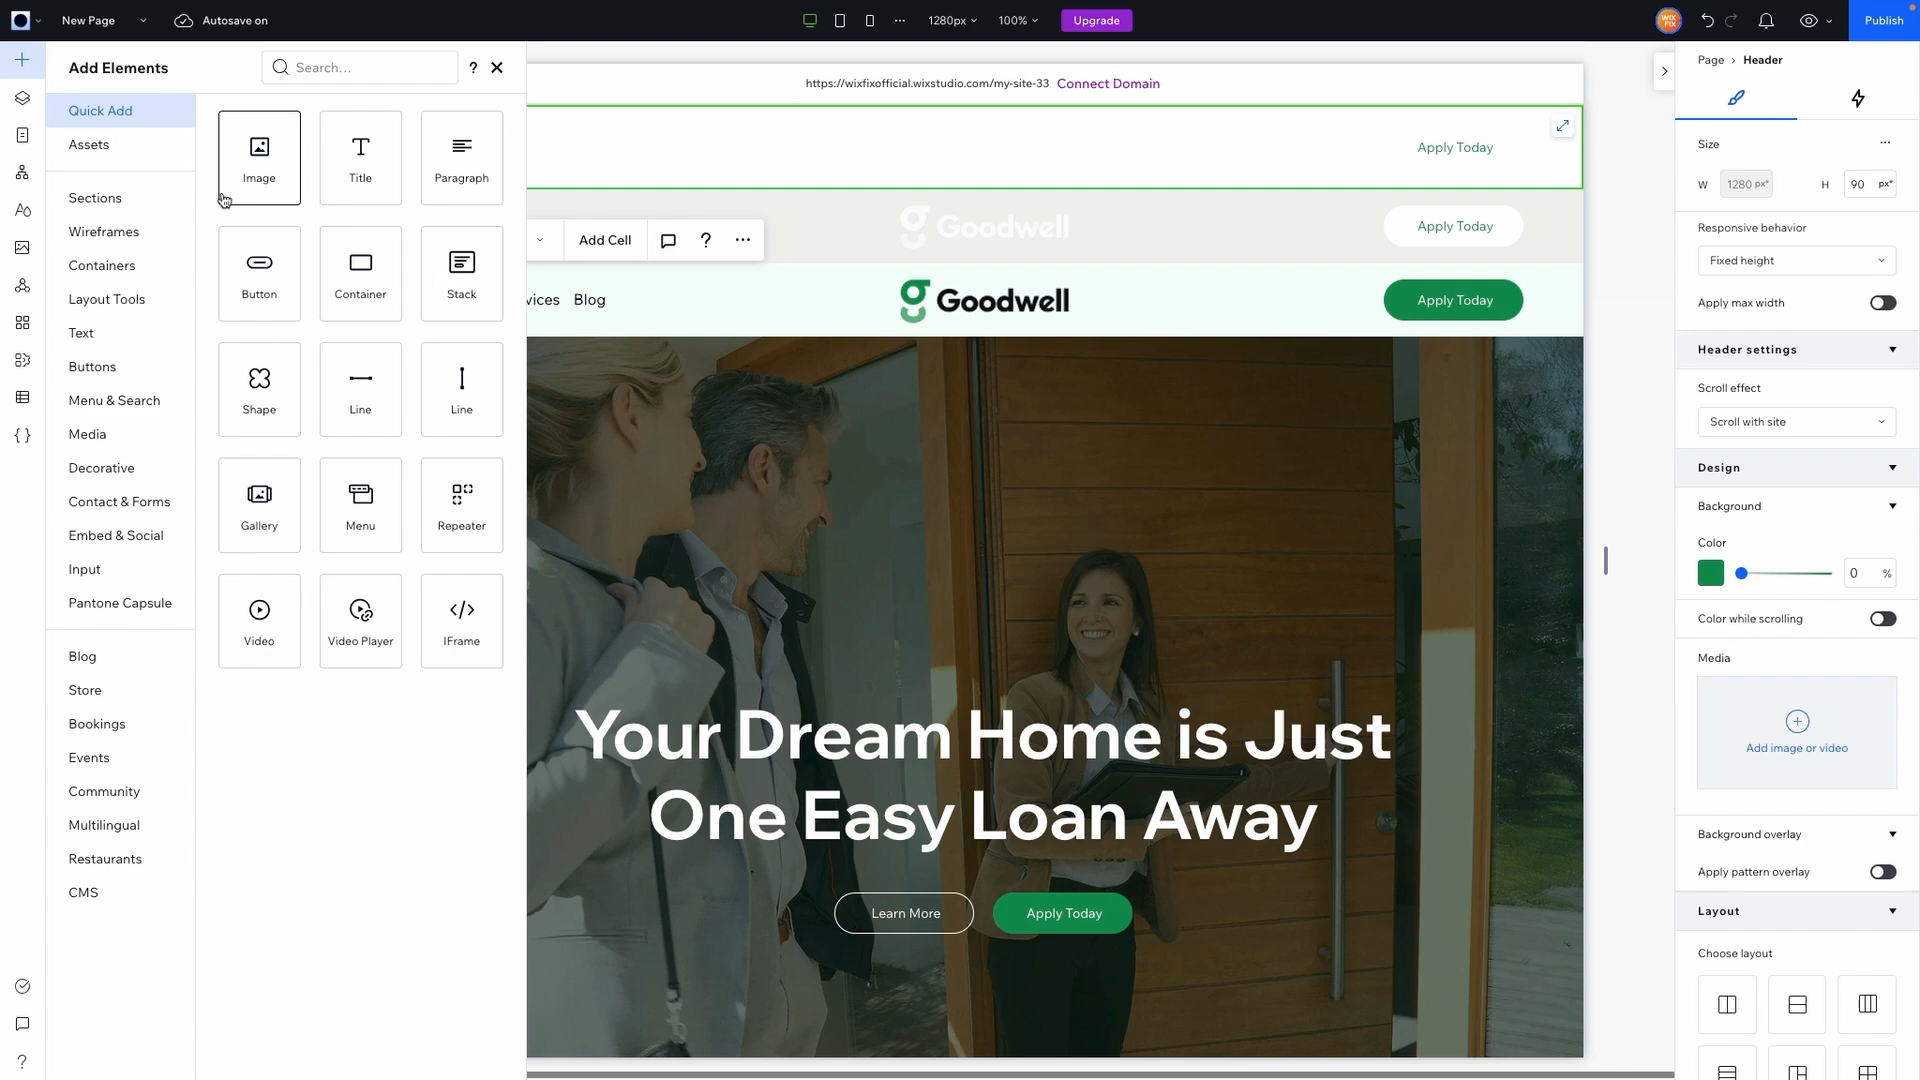 New Page
Autosave on
1280px
100%
Upgrade
WIX FIX
Publish
Add Elements
Search...
?
Quick Add
Assets
Sections
Wireframes
Containers
Layout Tools
Text
Buttons
Menu & Search
Media
Decorative
Contact & Forms
Embed & Social
Input
Pantone Capsule
Blog
Store
Bookings
Events
Community
Multilingual
Restaurants
CMS
Image
Title
Paragraph
Button
Container
Stack
Shape
Line
Line
Gallery
Menu
Repeater
Video
Video Player
IFrame
https://wixfixofficial.wixstudio.com/my-site-33 Connect Domain
Apply Today
Add Cell
?
Goodwell
Apply Today
vices Blog
Goodwell
Apply Today
Your Dream Home is Just
One Easy Loan Away
Learn More
Apply Today
Page › Header
Size
W 1280 px* H 90 px*
Responsive behavior
Fixed height
Apply max width
Header settings
Scroll effect
Scroll with site
Design
Background
Color
0 %
Color while scrolling
Media
Add image or video
Background overlay
Apply pattern overlay
Layout
Choose layout
?